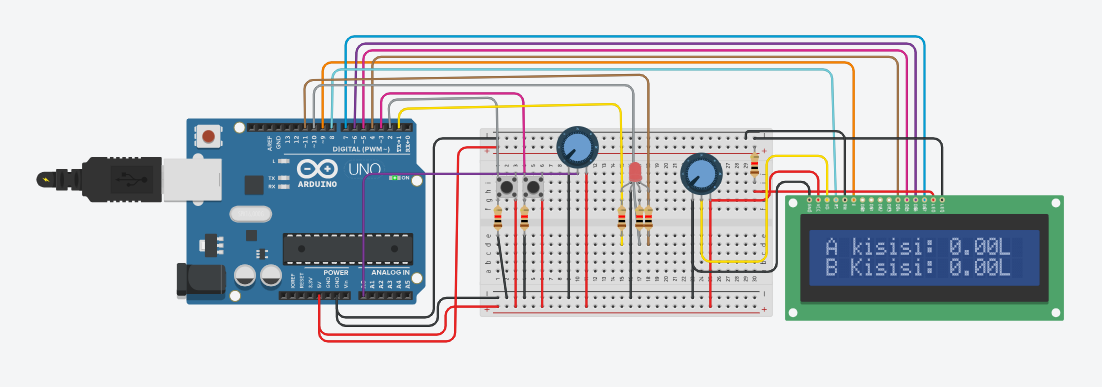 AREF
GND
13
12
~11
~10
~9
8
7
~6
~5
4
~3
2
TX→1
RX←0
DIGITAL (PWM~)
L
TX
RX
ARDUINO
UNO
ON
POWER
ANALOG IN
IOREF
RESET
3.3V
5V
GND
GND
Vin
A1
A2
A3
A4
A5
A kisisi: 0.00L
B Kisisi: 0.00L